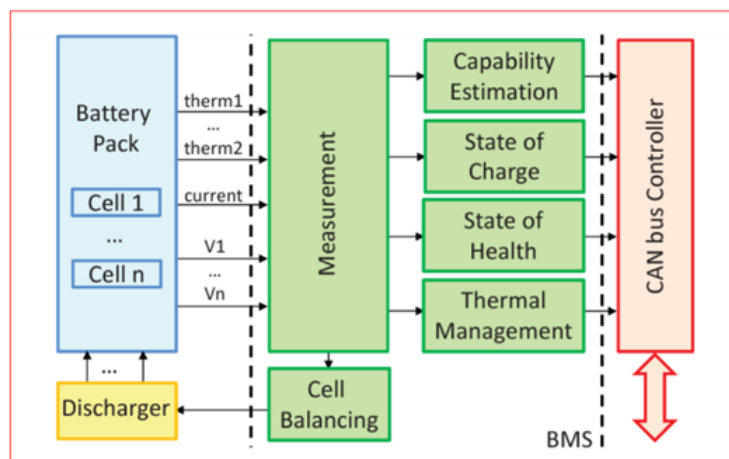 Battery
Pack
Cell 1
...
Cell n
therm1
...
therm2
current
V1
...
Vn
Measurement
Capability
Estimation
State of
Charge
State of
Health
Thermal
Management
CAN bus Controller
...
Discharger
Cell
Balancing
BMS